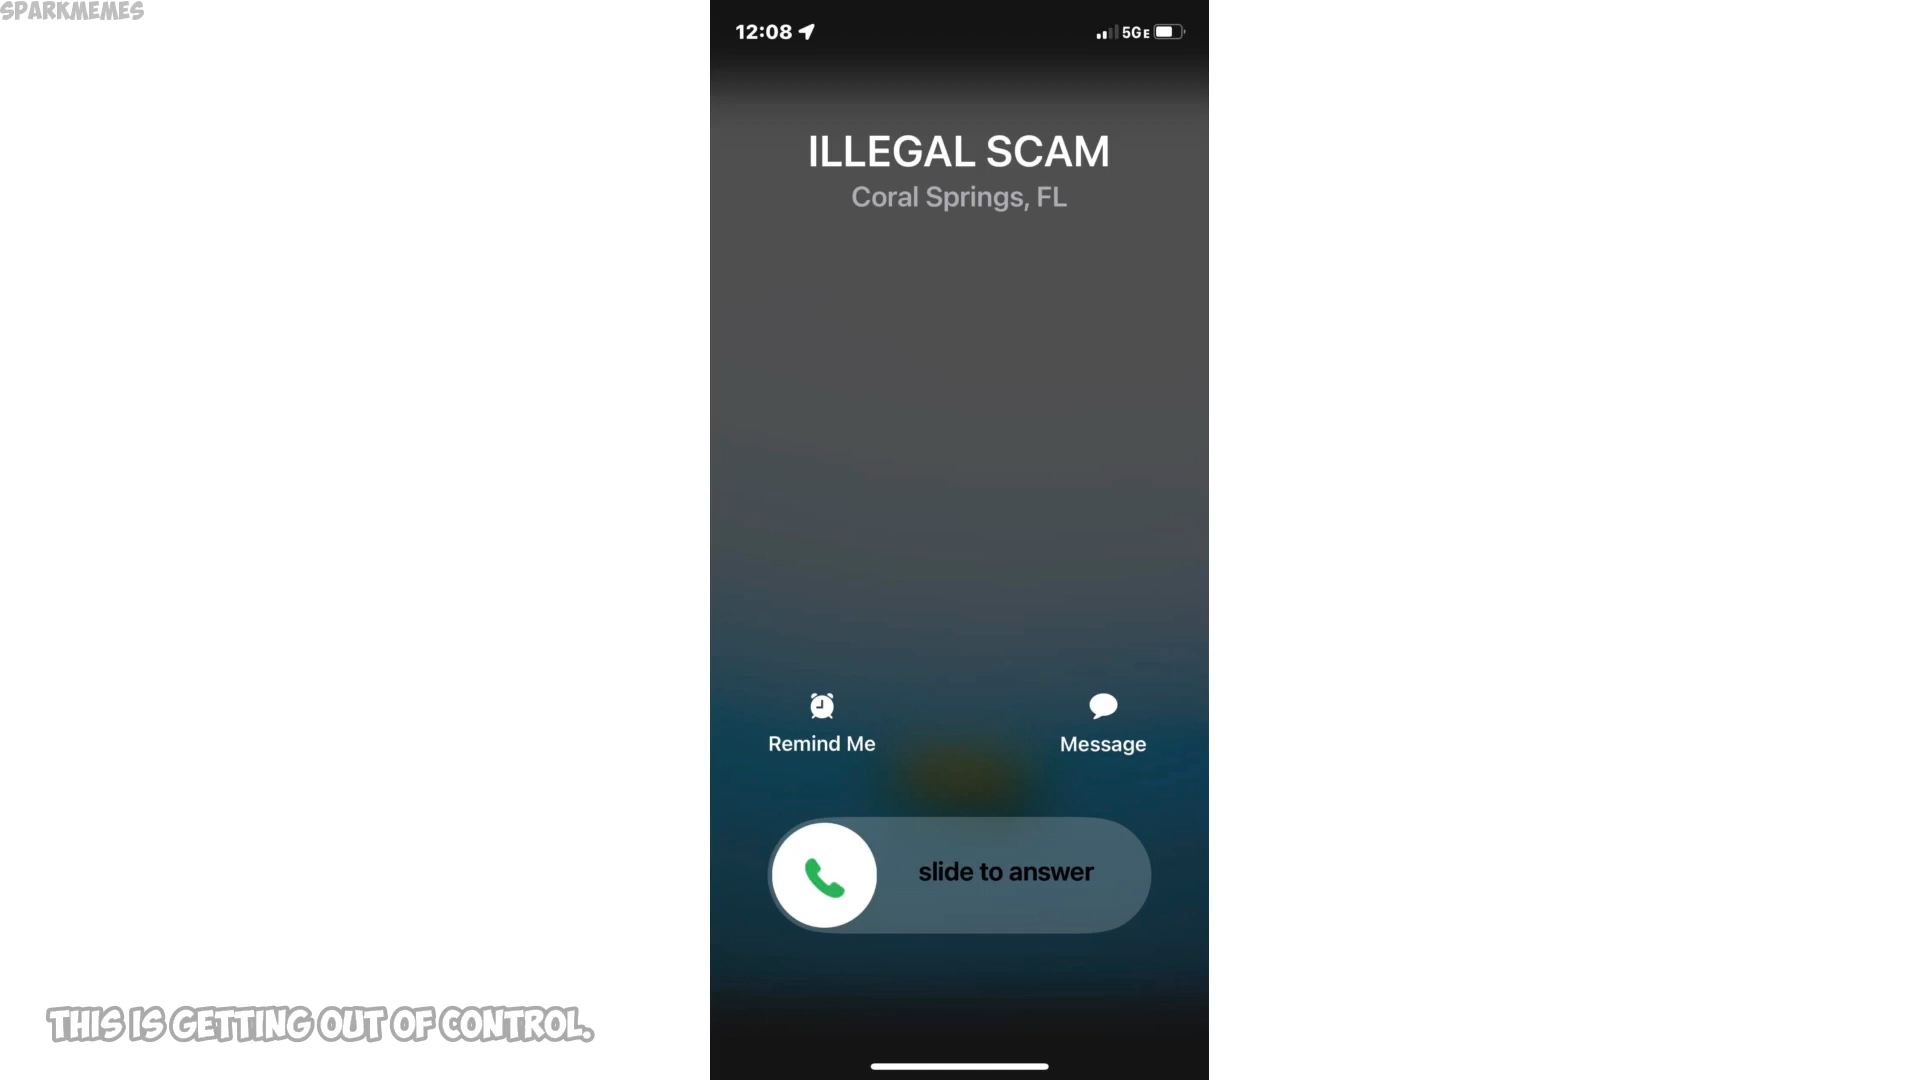 SPARKMEMES
12:08
5GE
ILLEGAL SCAM
Coral Springs, FL
Remind Me
Message
slide to answer
THIS IS GETTING OUT OF CONTROL.